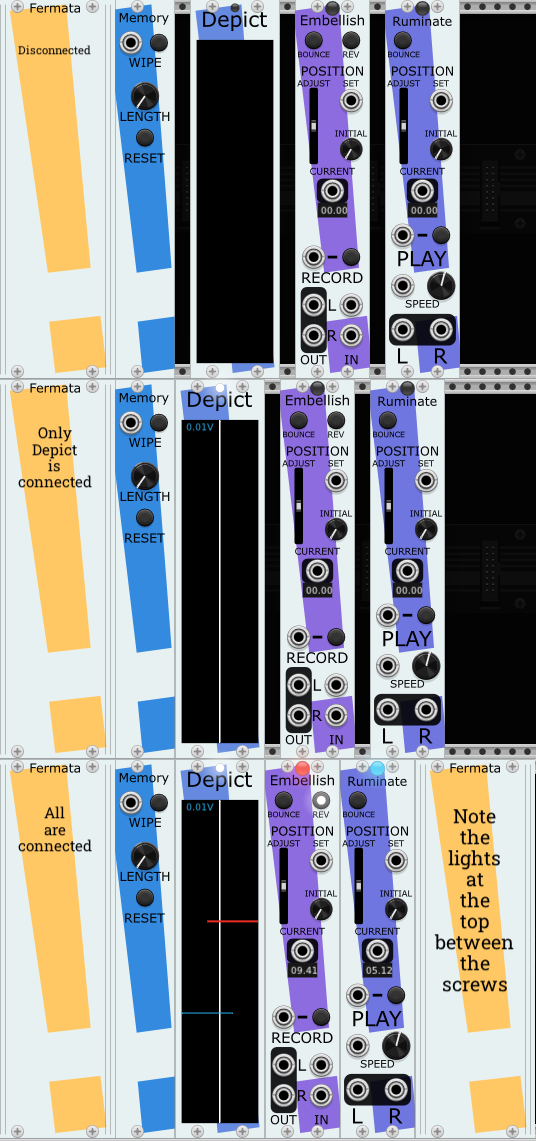 Fermata
Disconnected
Memory
WIPE
LENGTH
RESET
Depict
Embellish
BOUNCE REV
POSITION
ADJUST SET
INITIAL
CURRENT
00.00
RECORD
L
R
OUT IN
Ruminate
BOUNCE
POSITION
ADJUST SET
INITIAL
CURRENT
00.00
PLAY
SPEED
L R
Fermata
Only
Depict
is
connected
Memory
WIPE
LENGTH
RESET
Depict
0.01V
Embellish
BOUNCE REV
POSITION
ADJUST SET
INITIAL
CURRENT
00.00
RECORD
L
R
OUT IN
Ruminate
BOUNCE
POSITION
ADJUST SET
INITIAL
CURRENT
00.00
PLAY
SPEED
L R
Fermata
All
are
connected
Memory
WIPE
LENGTH
RESET
Depict
0.01V
Embellish
BOUNCE REV
POSITION
ADJUST SET
INITIAL
CURRENT
09.41
RECORD
L
R
OUT IN
Ruminate
BOUNCE
POSITION
ADJUST SET
INITIAL
CURRENT
05.12
PLAY
SPEED
L R
Fermata
Note
the
lights
at
the
top
between
the
screws